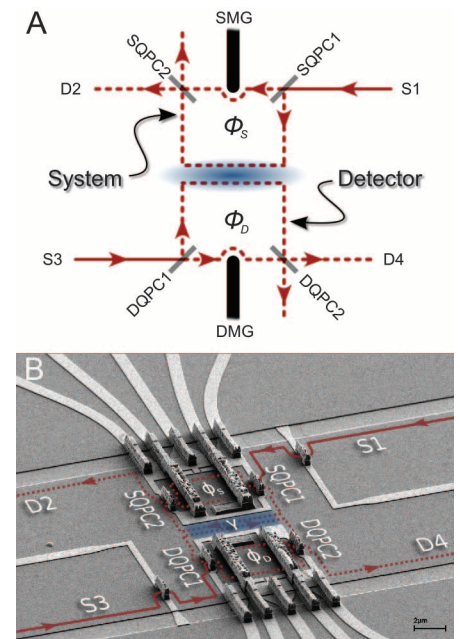 A
SMG
SQPC2
SQPC1
D2
S1
ΦS
System
Detector
ΦD
S3
D4
DQPC1
DQPC2
DMG
B
S1
D2
SQPC2
ΦS
SQPC1
γ
DQPC1
ΦD
DQPC2
D4
S3
2µm